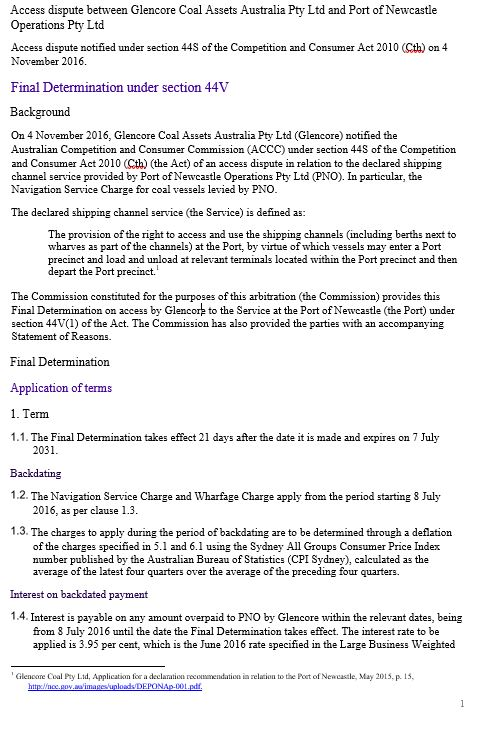 Access dispute between Glencore Coal Assets Australia Pty Ltd and Port of Newcastle
Operations Pty Ltd
Access dispute notified under section 44S of the Competition and Consumer Act 2010 (Cth) on 4
November 2016.
Final Determination under section 44V
Background
On 4 November 2016, Glencore Coal Assets Australia Pty Ltd (Glencore) notified the
Australian Competition and Consumer Commission (ACCC) under section 44S of the Competition
and Consumer Act 2010 (Cth) (the Act) of an access dispute in relation to the declared shipping
channel service provided by Port of Newcastle Operations Pty Ltd (PNO). In particular, the
Navigation Service Charge for coal vessels levied by PNO.
The declared shipping channel service (the Service) is defined as:
The provision of the right to access and use the shipping channels (including berths next to
wharves as part of the channels) at the Port, by virtue of which vessels may enter a Port
precinct and load and unload at relevant terminals located within the Port precinct and then
depart the Port precinct.1
The Commission constituted for the purposes of this arbitration (the Commission) provides this
Final Determination on access by Glencore to the Service at the Port of Newcastle (the Port) under
section 44V(1) of the Act. The Commission has also provided the parties with an accompanying
Statement of Reasons.
Final Determination
Application of terms
1. Term
1.1. The Final Determination takes effect 21 days after the date it is made and expires on 7 July
2031.
Backdating
1.2. The Navigation Service Charge and Wharfage Charge apply from the period starting 8 July
2016, as per clause 1.3.
1.3. The charges to apply during the period of backdating are to be determined through a deflation
of the charges specified in 5.1 and 6.1 using the Sydney All Groups Consumer Price Index
number published by the Australian Bureau of Statistics (CPI Sydney), calculated as the
average of the latest four quarters over the average of the preceding four quarters.
Interest on backdated payment
1.4. Interest is payable on any amount overpaid to PNO by Glencore within the relevant dates, being
from 8 July 2016 until the date the Final Determination takes effect. The interest rate to be
applied is 3.95 per cent, which is the June 2016 rate specified in the Large Business Weighted
1 Glencore Coal Pty Ltd, Application for a declaration recommendation in relation to the Port of Newcastle, May 2015, p. 15,
http://ncc.gov.au/images/uploads/DEPONAp-001.pdf.
1